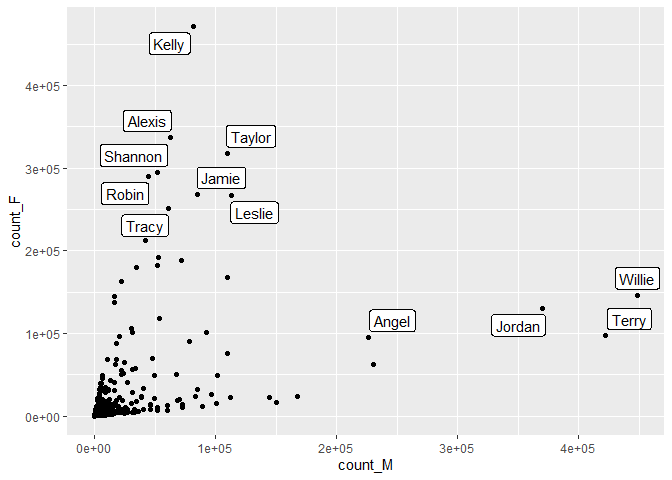 Kelly
4e+05
Alexis
Taylor
Shannon
3e+05
Jamie
Robin
Leslie
Tracy
count_F
2e+05
Willie
Angel
Jordan
Terry
1e+05
0e+00
0e+00
1e+05
2e+05
3e+05
4e+05
count_M